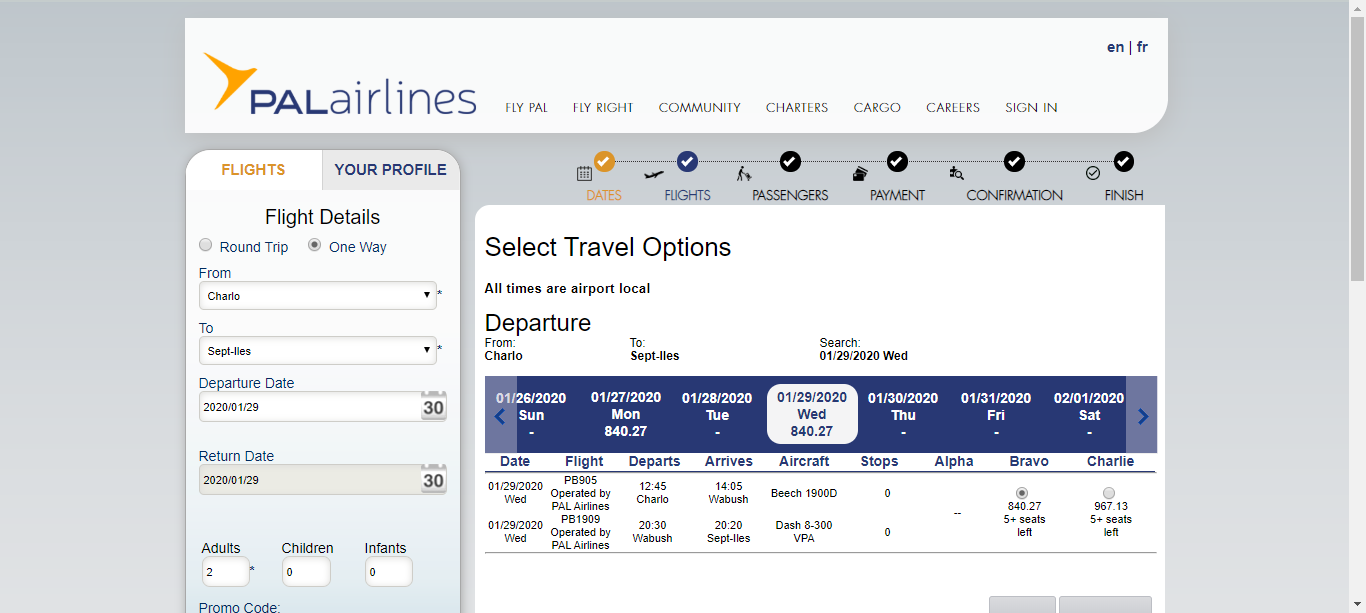 en | fr
PALairlines
FLY PAL FLY RIGHT COMMUNITY CHARTERS CARGO CAREERS SIGN IN
FLIGHTS YOUR PROFILE
Flight Details
Round Trip One Way
From
Charlo *
To
Sept-Iles *
Departure Date
2020/01/29 30
Return Date
2020/01/29 30
Adults Children Infants
2 * 0 0
Promo Code:
DATES FLIGHTS PASSENGERS PAYMENT CONFIRMATION FINISH
Select Travel Options
All times are airport local
Departure
From: To: Search:
Charlo Sept-Iles 01/29/2020 Wed
01/26/2020 01/27/2020 01/28/2020 01/29/2020 01/30/2020 01/31/2020 02/01/2020
Sun Mon Tue Wed Thu Fri Sat
- 840.27 - 840.27 - - -
Date Flight Departs Arrives Aircraft Stops Alpha Bravo Charlie
01/29/2020 Wed PB905 Operated by PAL Airlines 12:45 Charlo 14:05 Wabush Beech 1900D 0
01/29/2020 Wed PB1909 Operated by PAL Airlines 20:30 Wabush 20:20 Sept-Iles Dash 8-300 VPA 0
-- 840.27 967.13
5+ seats 5+ seats
left left